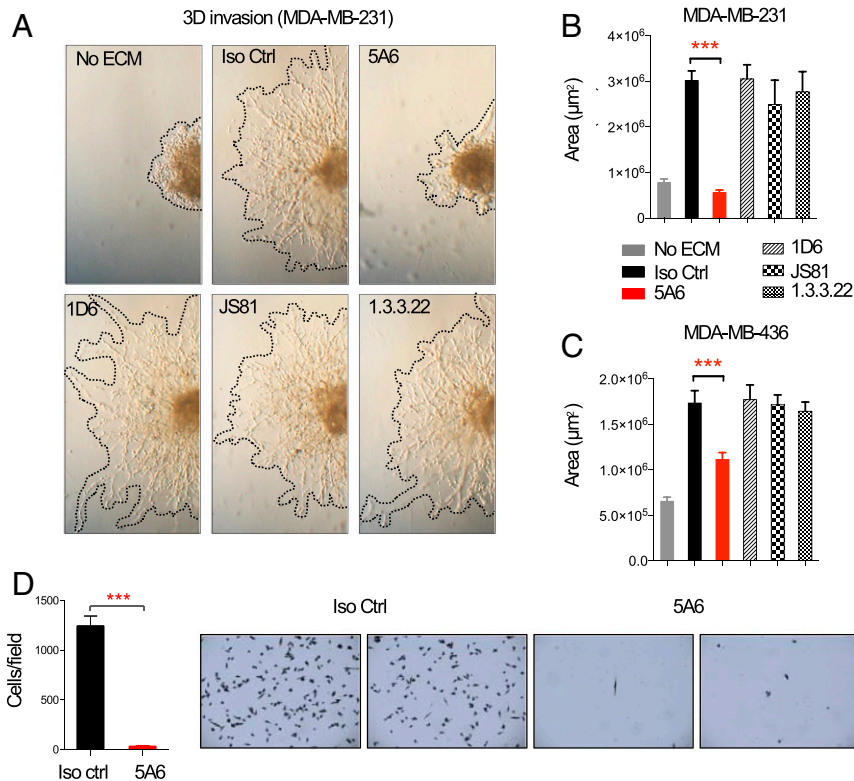 A
3D invasion (MDA-MB-231)
No ECM
Iso Ctrl
5A6
1D6
JS81
1.3.3.22
B
MDA-MB-231
***
4×10⁶
3×10⁶
2×10⁶
1×10⁶
0
Area (µm²)
No ECM
Iso Ctrl
5A6
1D6
JS81
1.3.3.22
C
MDA-MB-436
***
2.0×10⁶
1.5×10⁶
1.0×10⁶
5.0×10⁵
0.0
Area (µm²)
D
***
1500
1000
500
0
Cells/field
Iso ctrl
5A6
Iso Ctrl
5A6